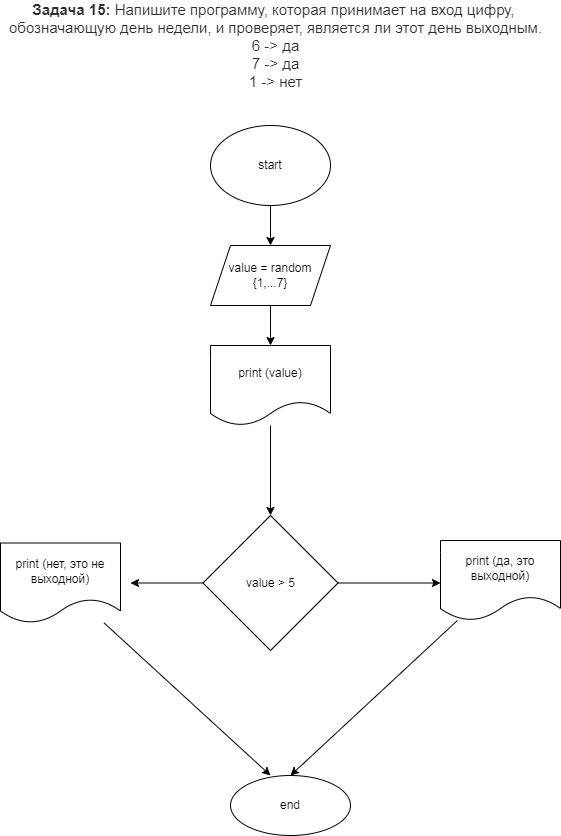 Задача 15: Напишите программу, которая принимает на вход цифру,
обозначающую день недели, и проверяет, является ли этот день выходным.
6 -> да
7 -> да
1 -> нет
start
value = random
{1,...7}
print (value)
print (нет, это не
выходной)
value > 5
print (да, это
выходной)
end